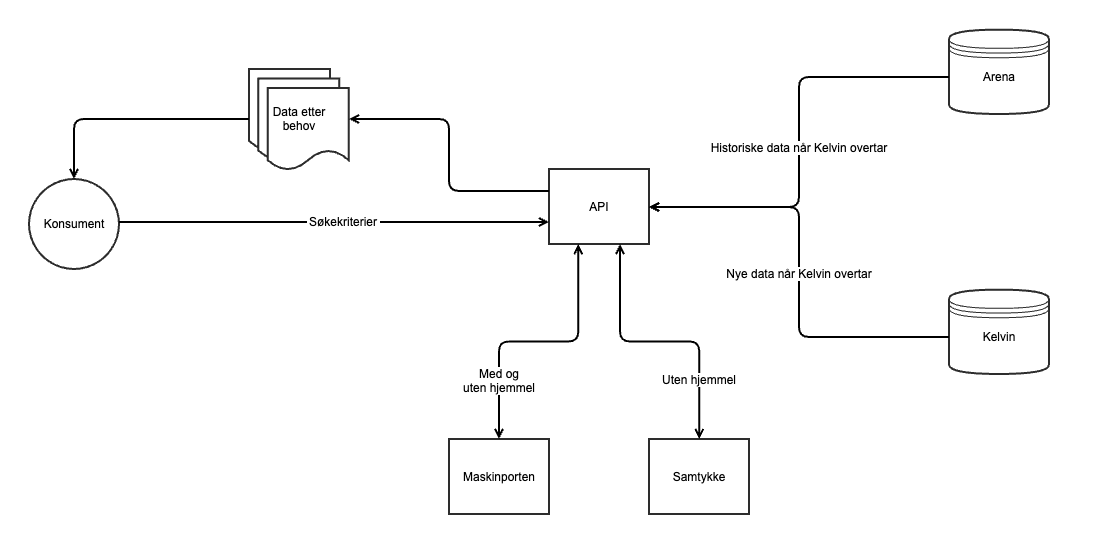 Arena
Data etter
behov
Historiske data når Kelvin overtar
API
Konsument
Søkekriterier
Nye data når Kelvin overtar
Kelvin
Med og
uten hjemmel
Uten hjemmel
Maskinporten
Samtykke